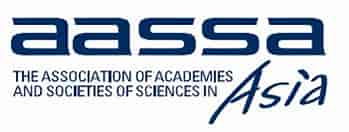 aassa
THE ASSOCIATION OF ACADEMIES
AND SOCIETIES OF SCIENCES IN Asia